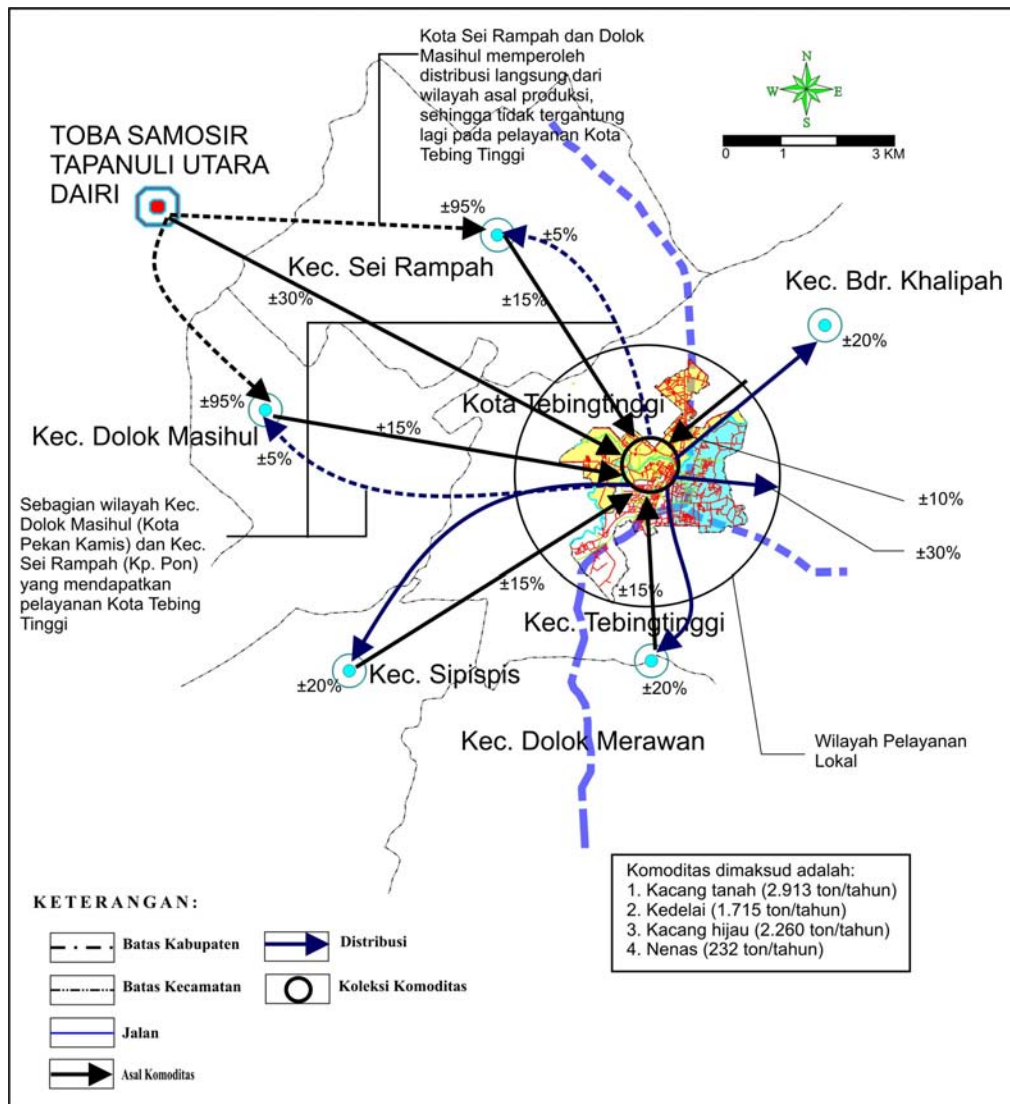 Kota Sei Rampah dan Dolok
Masihul memperoleh
distribusi langsung dari
wilayah asal produksi,
sehingga tidak tergantung
lagi pada pelayanan Kota
Tebing Tinggi
N
W
E
S
0 1 3 KM
TOBA SAMOSIR
TAPANULI UTARA
DAIRI
±95%
±5%
Kec. Sei Rampah
Kec. Bdr. Khalipah
±30%
±15%
±20%
Kota Tebingtinggi
±95%
Kec. Dolok Masihul
±15%
±5%
±10%
±30%
Sebagian wilayah Kec.
Dolok Masihul (Kota
Pekan Kamis) dan Kec.
Sei Rampah (Kp. Pon)
yang mendapatkan
pelayanan Kota Tebing
Tinggi
±15%
±15%
Kec. Tebingtinggi
±20%
Kec. Sipispis
±20%
Kec. Dolok Merawan
Wilayah Pelayanan
Lokal
Komoditas dimaksud adalah:
1. Kacang tanah (2.913 ton/tahun)
2. Kedelai (1.715 ton/tahun)
3. Kacang hijau (2.260 ton/tahun)
4. Nenas (232 ton/tahun)
KETERANGAN:
Batas Kabupaten
Distribusi
Batas Kecamatan
Koleksi Komoditas
Jalan
Asal Komoditas